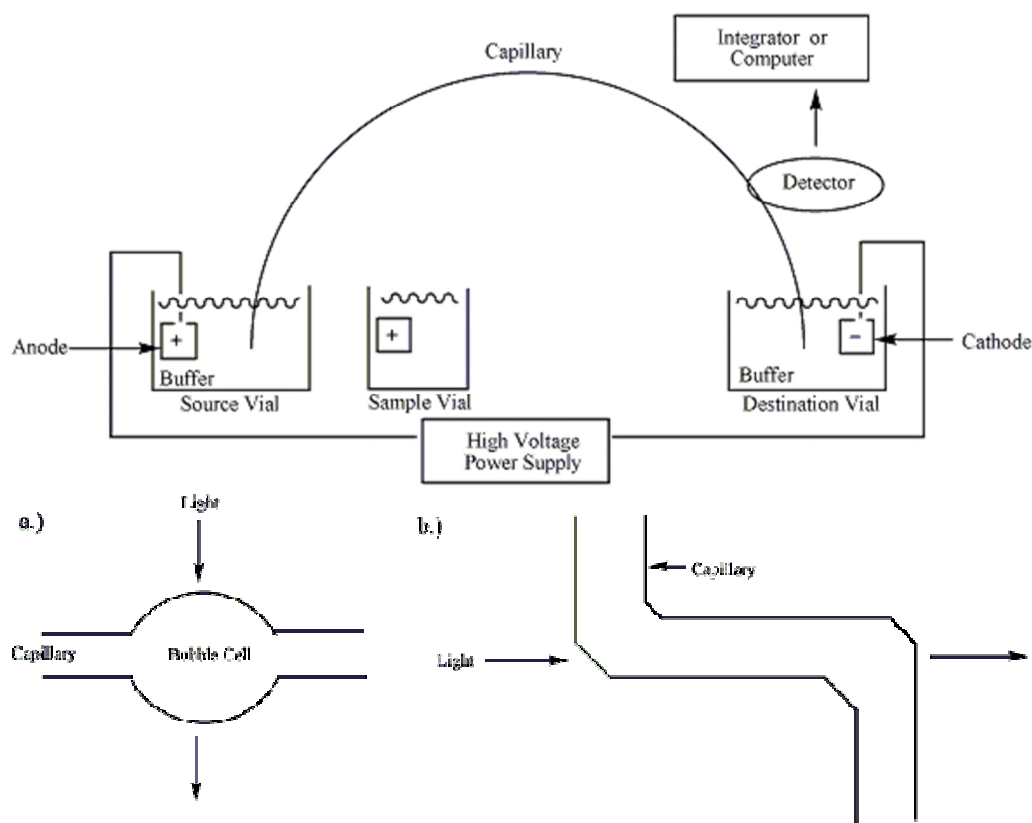 Capillary
Integrator or
Computer
Detector
Anode
+
Buffer
Source Vial
+
Sample Vial
Buffer
Destination Vial
−
Cathode
High Voltage
Power Supply
a.)
Light
Capillary
Bubble Cell
b.)
Capillary
Light